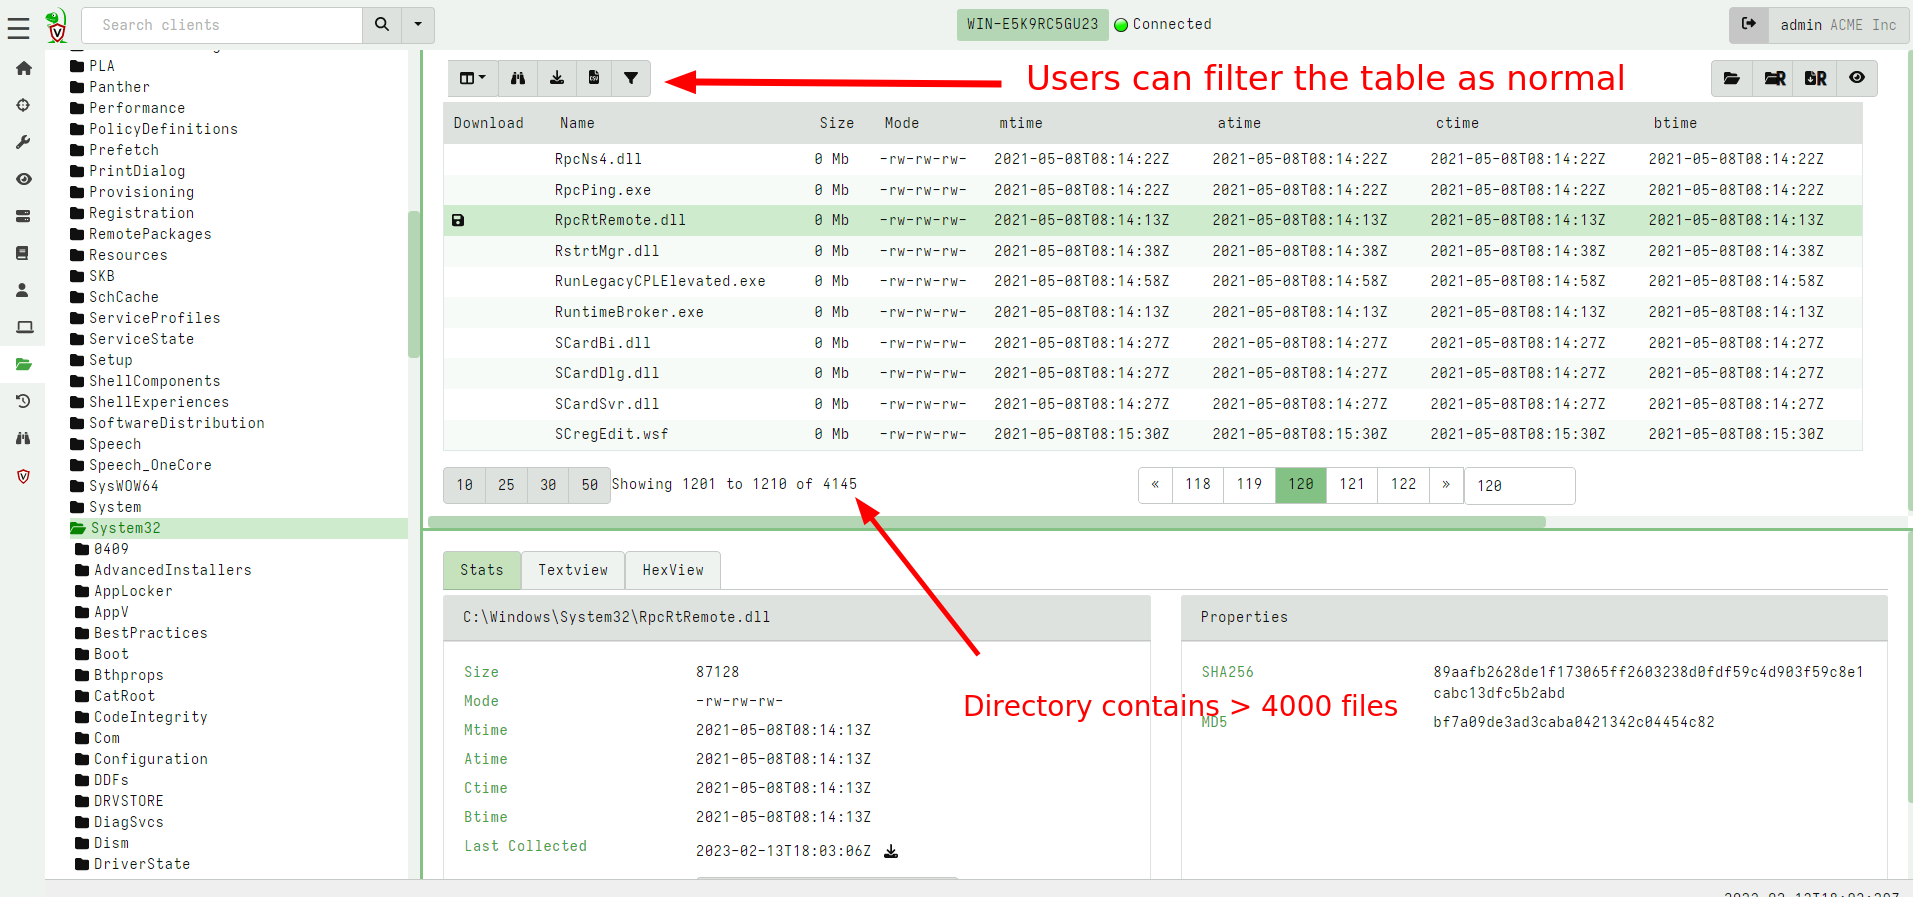 Search clients
WIN-E5K9RC5GU23 Connected
admin ACME Inc
PLA
Panther
Performance
PolicyDefinitions
Prefetch
PrintDialog
Provisioning
Registration
RemotePackages
Resources
SKB
SchCache
ServiceProfiles
ServiceState
Setup
ShellComponents
ShellExperiences
SoftwareDistribution
Speech
Speech_OneCore
SysWOW64
System
System32
0409
AdvancedInstallers
AppLocker
AppV
BestPractices
Boot
Bthprops
CatRoot
CodeIntegrity
Com
Configuration
DDFs
DRVSTORE
DiagSvcs
Dism
DriverState
Users can filter the table as normal
Download Name Size Mode mtime atime ctime btime
RpcNs4.dll 0 Mb -rw-rw-rw- 2021-05-08T08:14:22Z 2021-05-08T08:14:22Z 2021-05-08T08:14:22Z 2021-05-08T08:14:22Z
RpcPing.exe 0 Mb -rw-rw-rw- 2021-05-08T08:14:22Z 2021-05-08T08:14:22Z 2021-05-08T08:14:22Z 2021-05-08T08:14:22Z
RpcRtRemote.dll 0 Mb -rw-rw-rw- 2021-05-08T08:14:13Z 2021-05-08T08:14:13Z 2021-05-08T08:14:13Z 2021-05-08T08:14:13Z
RstrtMgr.dll 0 Mb -rw-rw-rw- 2021-05-08T08:14:38Z 2021-05-08T08:14:38Z 2021-05-08T08:14:38Z 2021-05-08T08:14:38Z
RunLegacyCPLElevated.exe 0 Mb -rw-rw-rw- 2021-05-08T08:14:58Z 2021-05-08T08:14:58Z 2021-05-08T08:14:58Z 2021-05-08T08:14:58Z
RuntimeBroker.exe 0 Mb -rw-rw-rw- 2021-05-08T08:14:13Z 2021-05-08T08:14:13Z 2021-05-08T08:14:13Z 2021-05-08T08:14:13Z
SCardBi.dll 0 Mb -rw-rw-rw- 2021-05-08T08:14:27Z 2021-05-08T08:14:27Z 2021-05-08T08:14:27Z 2021-05-08T08:14:27Z
SCardDlg.dll 0 Mb -rw-rw-rw- 2021-05-08T08:14:27Z 2021-05-08T08:14:27Z 2021-05-08T08:14:27Z 2021-05-08T08:14:27Z
SCardSvr.dll 0 Mb -rw-rw-rw- 2021-05-08T08:14:27Z 2021-05-08T08:14:27Z 2021-05-08T08:14:27Z 2021-05-08T08:14:27Z
SCregEdit.wsf 0 Mb -rw-rw-rw- 2021-05-08T08:15:30Z 2021-05-08T08:15:30Z 2021-05-08T08:15:30Z 2021-05-08T08:15:30Z
10 25 30 50 Showing 1201 to 1210 of 4145 « 118 119 120 121 122 » 120
Stats Textview HexView
C:\Windows\System32\RpcRtRemote.dll
Size 87128
Mode -rw-rw-rw-
Mtime 2021-05-08T08:14:13Z
Atime 2021-05-08T08:14:13Z
Ctime 2021-05-08T08:14:13Z
Btime 2021-05-08T08:14:13Z
Last Collected 2023-02-13T18:03:06Z
Directory contains > 4000 files
Properties
SHA256 89aafb2628de1f173065ff2603238d0fdf59c4d903f59c8e1
cabc13dfc5b2abd
MD5 bf7a09de3ad3caba0421342c04454c82